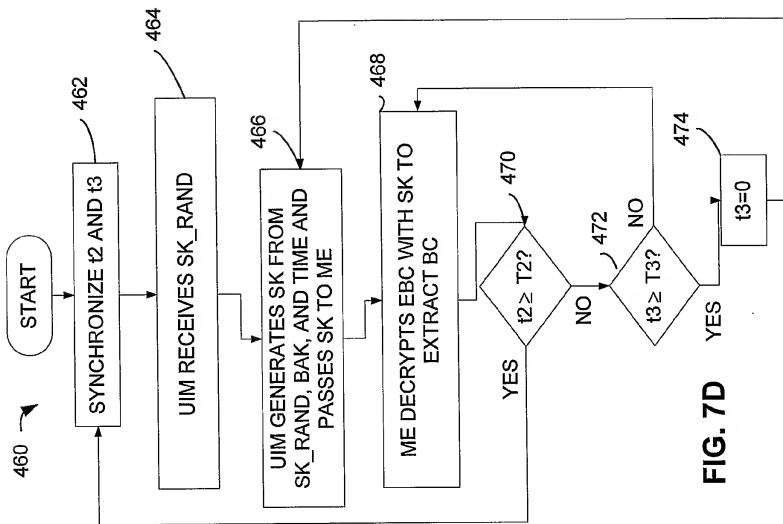 460
START
462
SYNCHRONIZE t2 AND t3
464
UIM RECEIVES SK_RAND
466
UIM GENERATES SK FROM
SK_RAND, BAK, AND TIME AND
PASSES SK TO ME
468
ME DECRYPTS EBC WITH SK TO
EXTRACT BC
470
t2 ≥ T2?
YES
NO
472
t3 ≥ T3?
NO
YES
474
t3=0
FIG. 7D